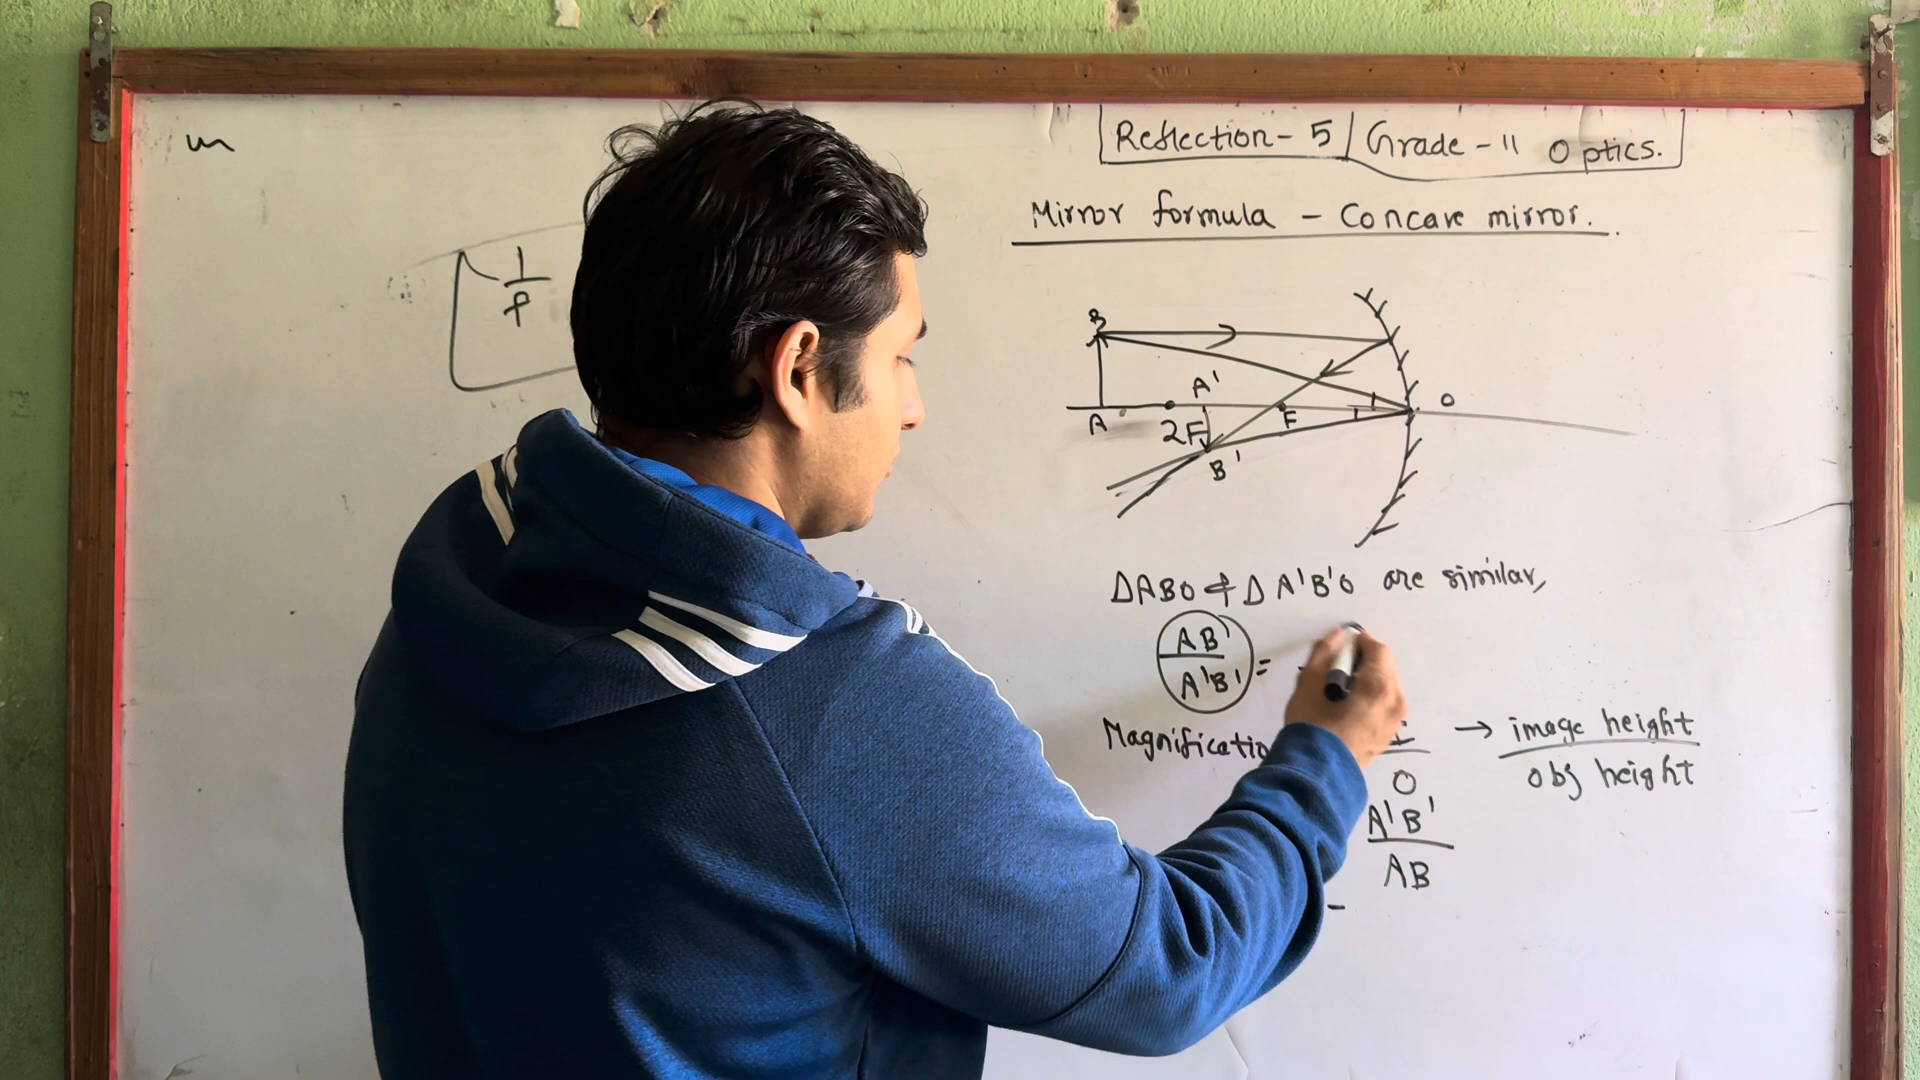 Reflection - 5 / Grade - 11 Optics.
Mirror formula - Concave mirror.
1
f
B
A'
O
A
2F
F
B'
ΔABO & ΔA'B'O are similar,
AB
A'B' =
Magnification → image height
obj height
O
A'B'
AB
-